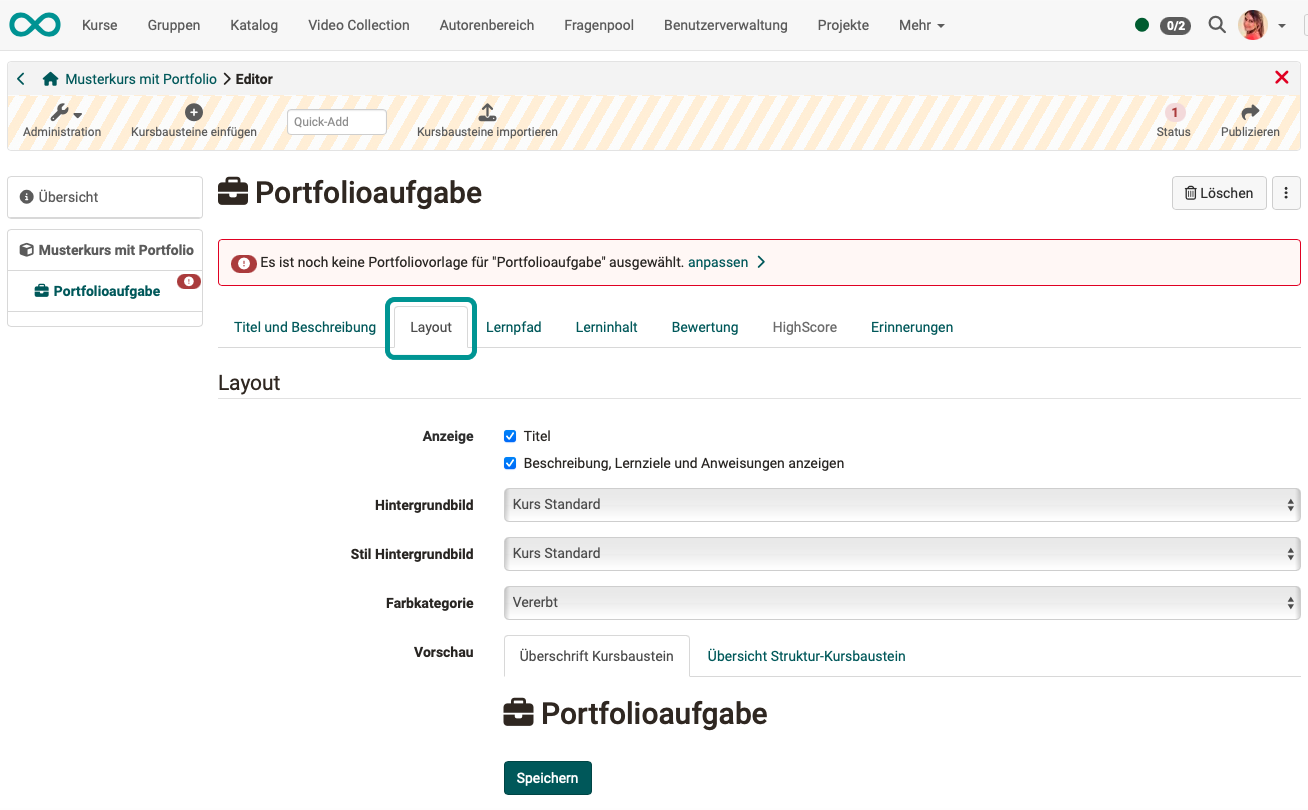 Kurse Gruppen Katalog Video Collection Autorenbereich Fragenpool Benutzerverwaltung Projekte Mehr 0/2
Musterkurs mit Portfolio Editor
Administration Kursbausteine einfügen Quick-Add Kursbausteine importieren 1 Status Publizieren
Übersicht
Musterkurs mit Portfolio
Portfolioaufgabe
Portfolioaufgabe Löschen
Es ist noch keine Portfoliovorlage für "Portfolioaufgabe" ausgewählt. anpassen
Titel und Beschreibung Layout Lernpfad Lerninhalt Bewertung HighScore Erinnerungen
Layout
Anzeige Titel
Beschreibung, Lernziele und Anweisungen anzeigen
Hintergrundbild Kurs Standard
Stil Hintergrundbild Kurs Standard
Farbkategorie Vererbt
Vorschau Überschrift Kursbaustein Übersicht Struktur-Kursbaustein
Portfolioaufgabe
Speichern